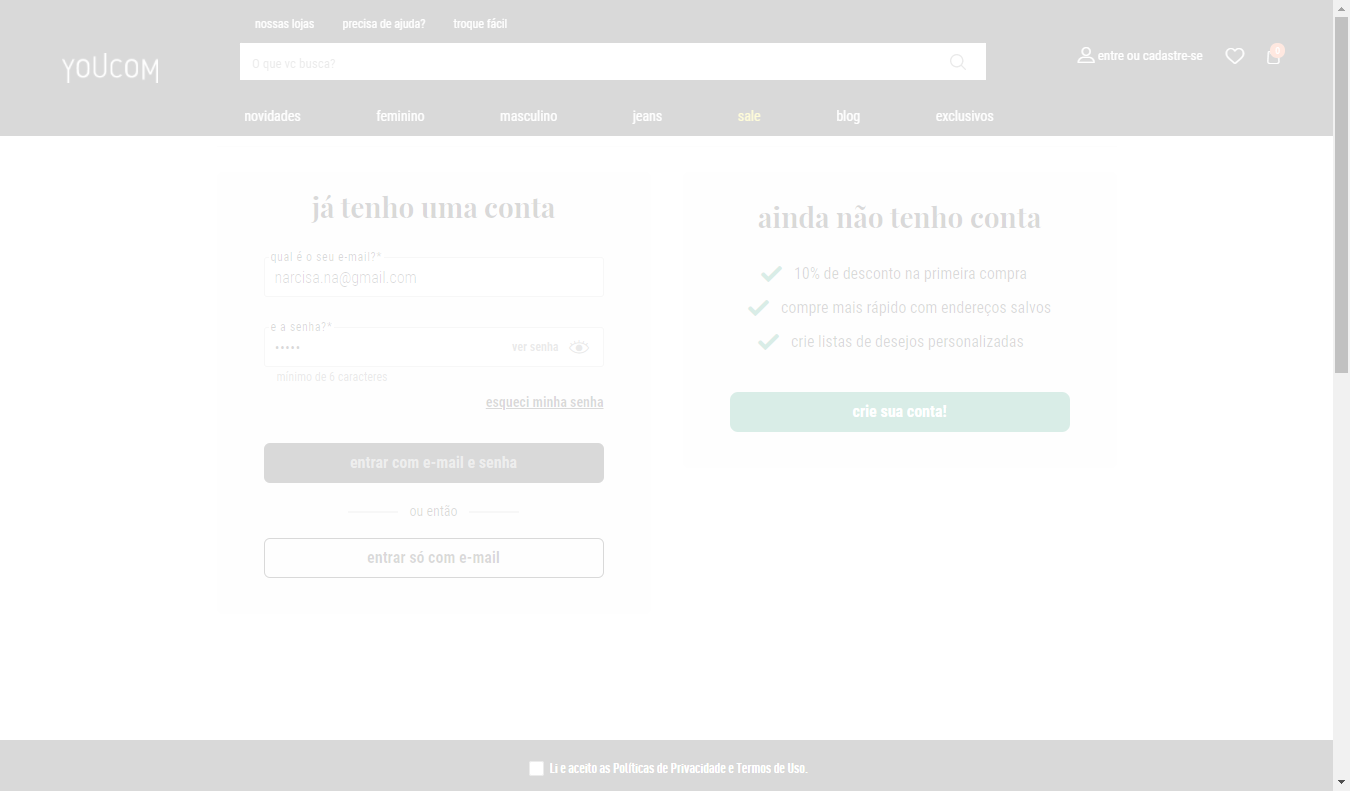 nossas lojas precisa de ajuda? troque fácil
YOUCOM
O que vc busca?
entre ou cadastre-se
0
novidades feminino masculino jeans sale blog exclusivos
já tenho uma conta
qual é o seu e-mail?*
narcisa.na@gmail.com
e a senha?*
•••••
ver senha
mínimo de 6 caracteres
esqueci minha senha
entrar com e-mail e senha
ou então
entrar só com e-mail
ainda não tenho conta
10% de desconto na primeira compra
compre mais rápido com endereços salvos
crie listas de desejos personalizadas
crie sua conta!
Li e aceito as Políticas de Privacidade e Termos de Uso.